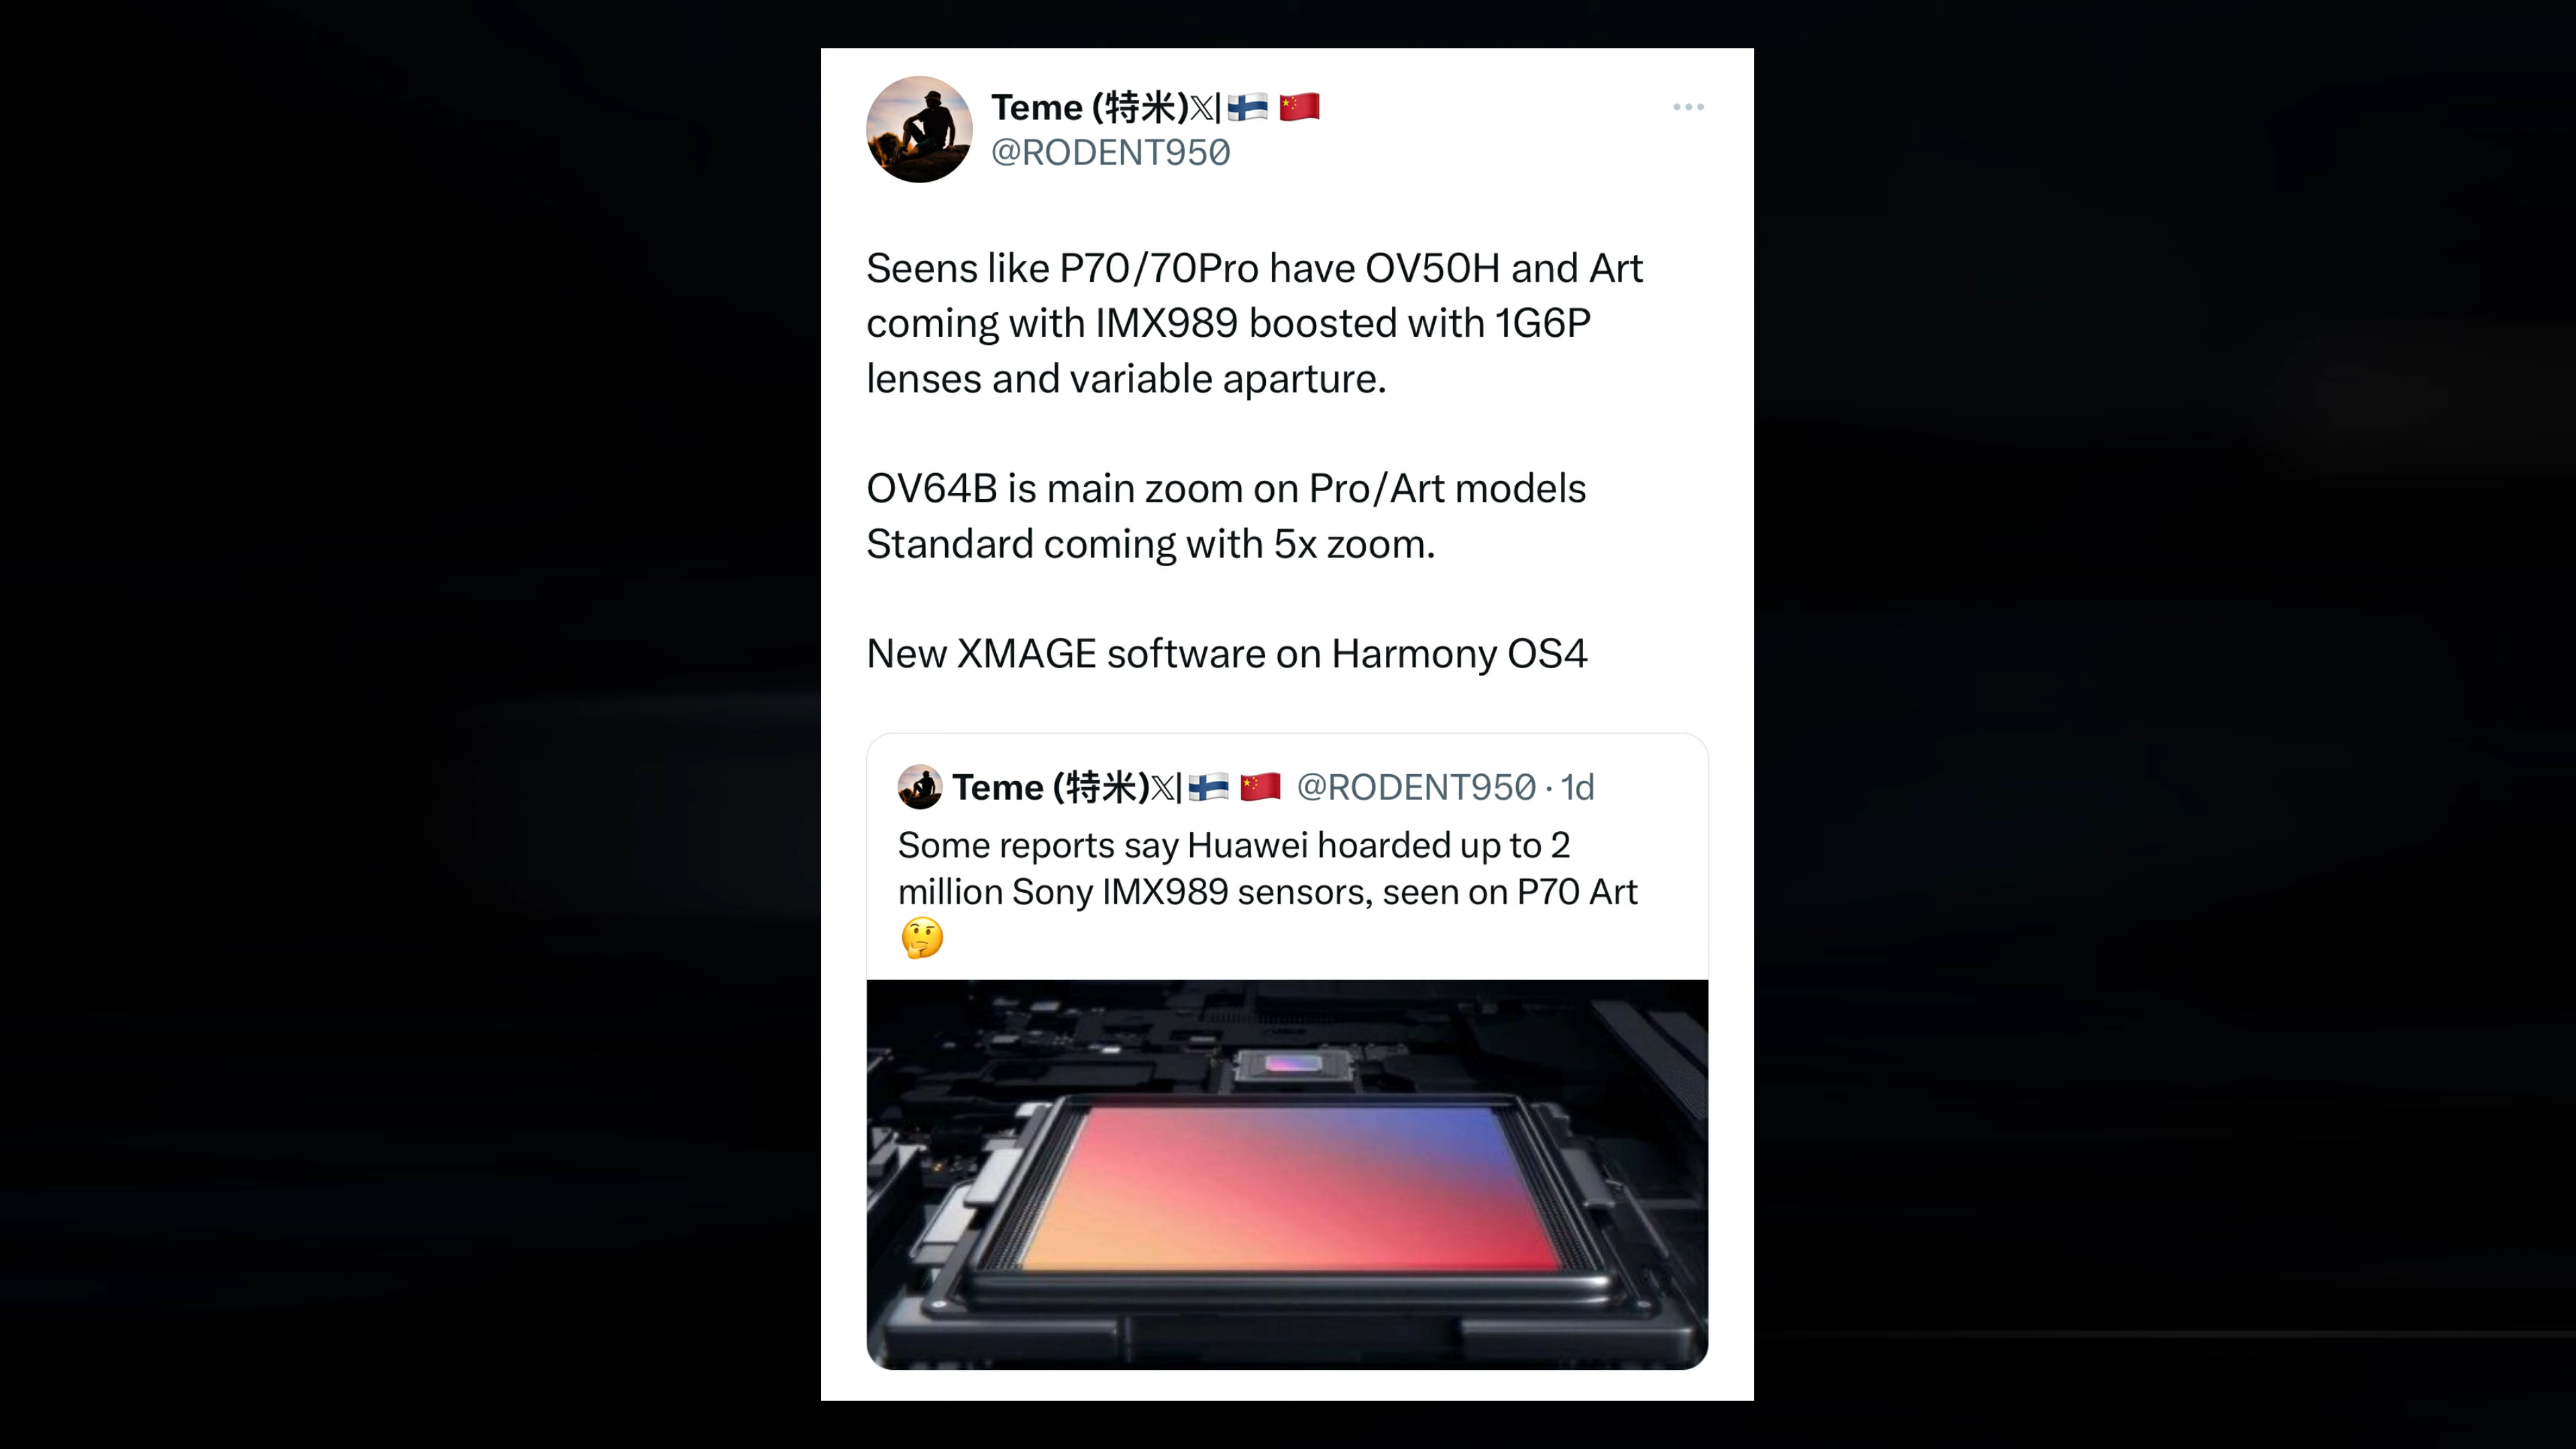 Teme (特米)𝕏|🇫🇮 🇨🇳
@RODENT950
Seens like P70/70Pro have OV50H and Art
coming with IMX989 boosted with 1G6P
lenses and variable aparture.
OV64B is main zoom on Pro/Art models
Standard coming with 5x zoom.
New XMAGE software on Harmony OS4
Teme (特米)𝕏|🇫🇮 🇨🇳 @RODENT950 · 1d
Some reports say Huawei hoarded up to 2
million Sony IMX989 sensors, seen on P70 Art
🤔